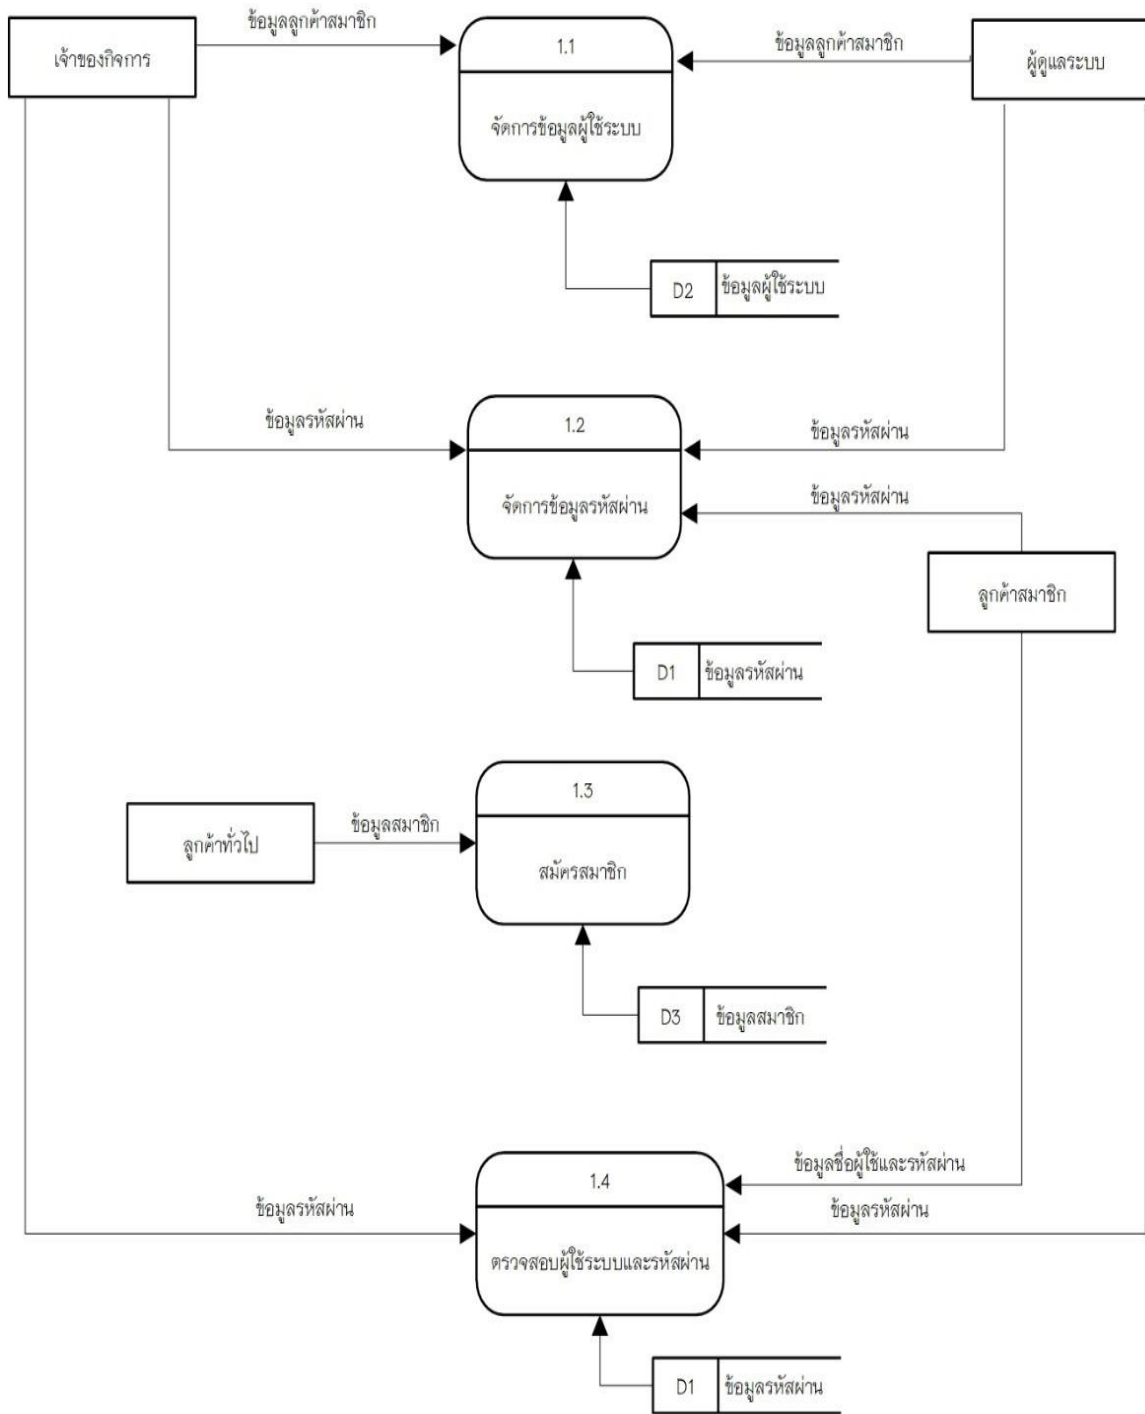 ข้อมูลลูกค้าสมาชิก
เจ้าของกิจการ
1.1
ข้อมูลลูกค้าสมาชิก
ผู้ดูแลระบบ
จัดการข้อมูลผู้ใช้ระบบ
D2
ข้อมูลผู้ใช้ระบบ
ข้อมูลรหัสผ่าน
1.2
ข้อมูลรหัสผ่าน
จัดการข้อมูลรหัสผ่าน
ข้อมูลรหัสผ่าน
ลูกค้าสมาชิก
D1
ข้อมูลรหัสผ่าน
1.3
ลูกค้าทั่วไป
ข้อมูลสมาชิก
สมัครสมาชิก
D3
ข้อมูลสมาชิก
ข้อมูลชื่อผู้ใช้และรหัสผ่าน
1.4
ข้อมูลรหัสผ่าน
ข้อมูลรหัสผ่าน
ตรวจสอบผู้ใช้ระบบและรหัสผ่าน
D1
ข้อมูลรหัสผ่าน